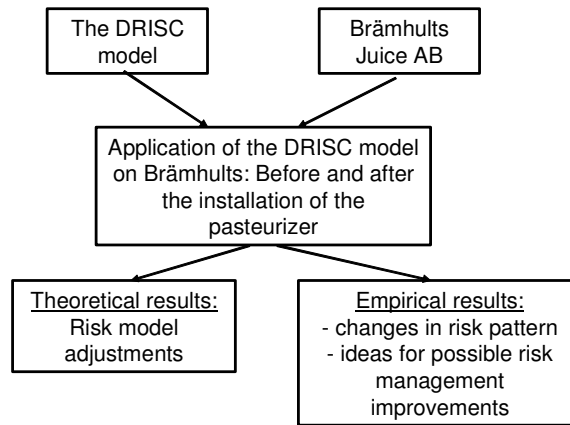 The DRISC
model
Brämhults
Juice AB
Application of the DRISC model
on Brämhults: Before and after
the installation of the
pasteurizer
Theoretical results:
Risk model
adjustments
Empirical results:
- changes in risk pattern
- ideas for possible risk
management
improvements